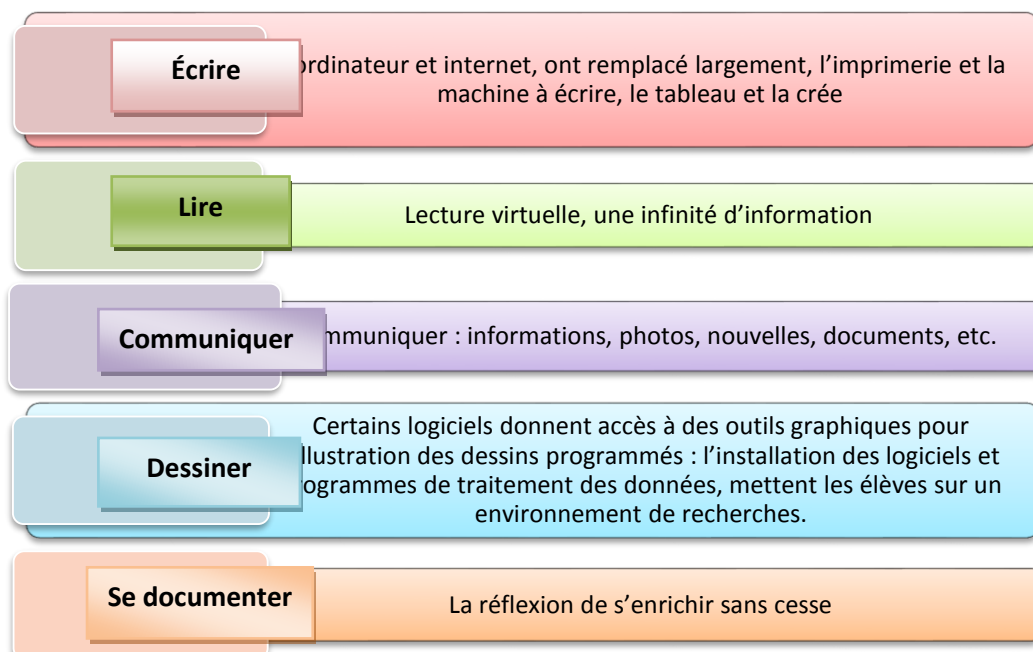 Écrire
ordinateur et internet, ont remplacé largement, l’imprimerie et la
machine à écrire, le tableau et la crée
Lire
Lecture virtuelle, une infinité d’information
Communiquer
mmuniquer : informations, photos, nouvelles, documents, etc.
Dessiner
Certains logiciels donnent accès à des outils graphiques pour
llustration des dessins programmés : l’installation des logiciels et
ogrammes de traitement des données, mettent les élèves sur un
environnement de recherches.
Se documenter
La réflexion de s’enrichir sans cesse